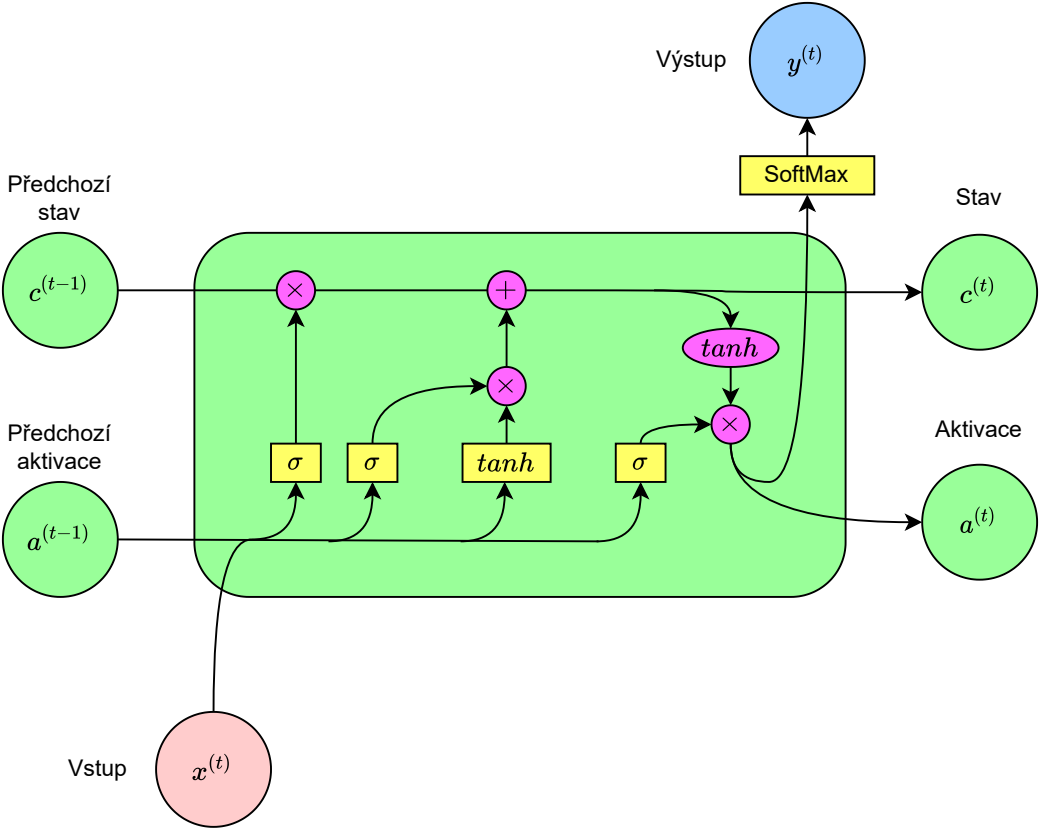 Výstup
y^{(t)}
SoftMax
Předchozí
stav
Stav
c^{(t-1)}
×
+
c^{(t)}
tanh
×
×
Předchozí
aktivace
Aktivace
σ
σ
tanh
σ
a^{(t-1)}
a^{(t)}
Vstup
x^{(t)}